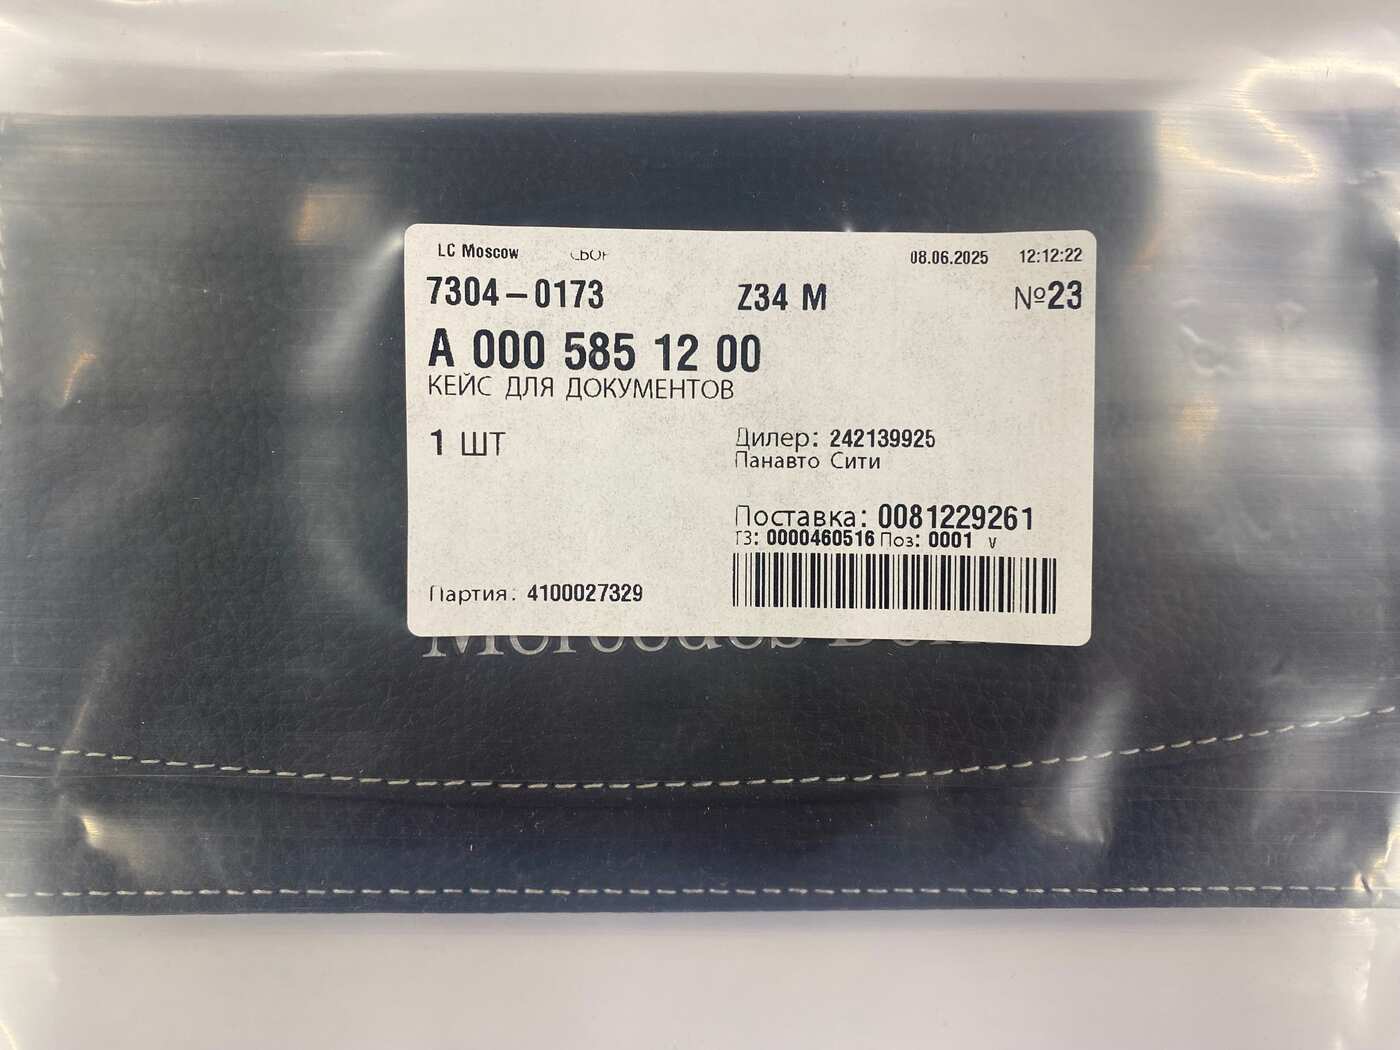 LC Moscow 08.06.2025 12:12:22
7304-0173 Z34 M №23
A 000 585 12 00
КЕЙС ДЛЯ ДОКУМЕНТОВ
1 ШТ
Дилер: 242139925
Панавто Сити
Поставка: 0081229261
ГЗ: 0000460516 Поз: 0001 v
Партия: 4100027329
Mercedes